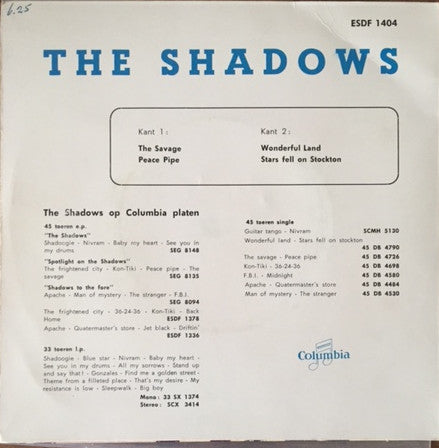 6.25
ESDF 1404
THE SHADOWS
Kant 1:
The Savage
Peace Pipe
Kant 2:
Wonderful Land
Stars fell on Stockton
The Shadows op Columbia platen
45 toeren e.p.
"The Shadows"
Shadoogie - Nivram - Baby my heart - See you in
my drums
SEG 8148
"Spotlight on the Shadows"
The frightened city - Kon-Tiki - Peace pipe - The
savage
SEG 8135
"Shadows to the fore"
Apache - Man of mystery - The stranger - F.B.I.
SEG 8094
The frightened city - 36-24-36 - Kon-Tiki - Back
Home
ESDF 1378
Apache - Quatermaster's store - Jet black - Driftin'
ESDF 1336
33 toeren l.p.
Shadoogie - Blue star - Nivram - Baby my heart -
See you in my drums - All my sorrows - Stand up
and say that! - Gonzales - Find me a golden street -
Theme from a filleted place - That's my desire - My
resistance is low - Sleepwalk - Big boy
Mono: 33 SX 1374
Stereo: SCX 3414
45 toeren single
Guitar tango - Nivram SCMH 5130
Wonderful Land - Stars fell on stockton
45 DB 4790
The savage - Peace pipe 45 DB 4726
Kon-Tiki - 36-24-36 45 DB 4698
F.B.I. - Midnight 45 DB 4580
Apache - Quatermaster's store 45 DB 4484
Man of mystery - The stranger 45 DB 4530
Columbia